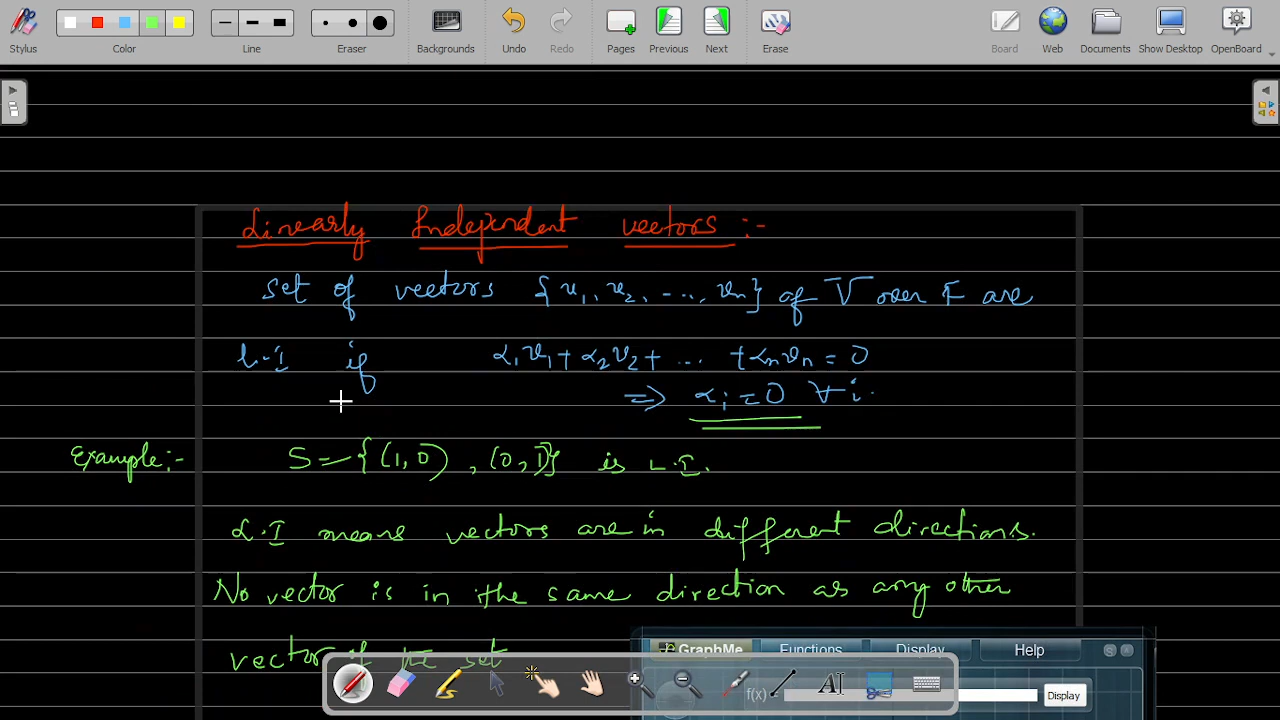 Stylus Color Line Eraser Backgrounds Undo Redo Pages Previous Next Erase Board Web Documents Show Desktop OpenBoard
Linearly Independent vectors :-
Set of vectors {v₁, v₂, ..., vₙ} of V over F are
L.I if α₁v₁ + α₂v₂ + ... + αₙvₙ = 0
⇒ αᵢ = 0 ∀ i.
Example:- S = {(1,0), (0,1)} is L.I.
L.I means vectors are in different directions.
No vector is in the same direction as any other
vector of the set
GraphMe Functions Display Help
f(x) Display